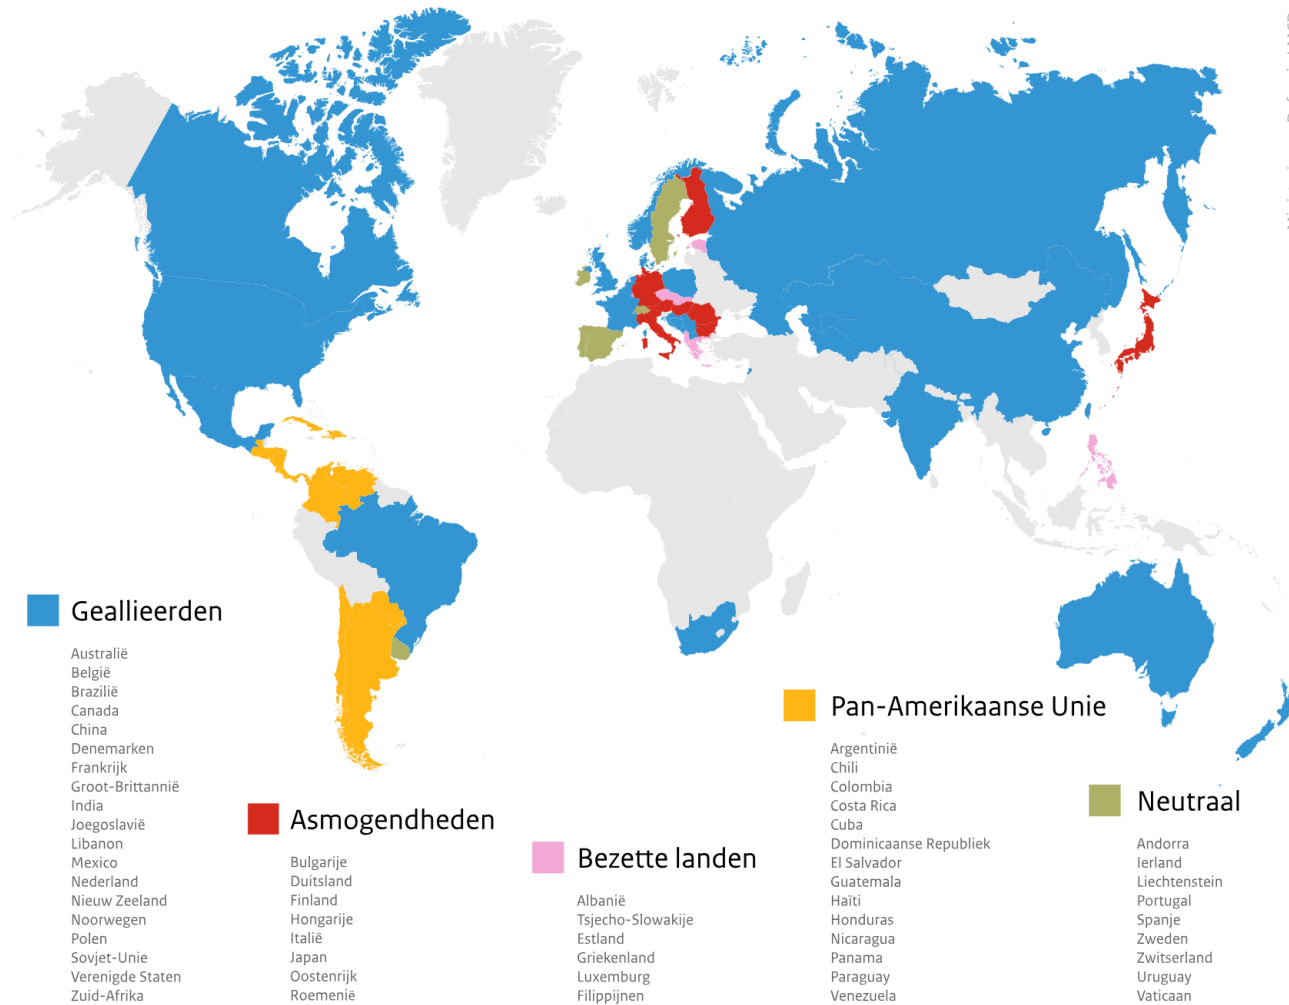 Geallieerden
Australië
België
Brazilië
Canada
China
Denemarken
Frankrijk
Groot-Brittannië
India
Joegoslavië
Libanon
Mexico
Nederland
Nieuw Zeeland
Noorwegen
Polen
Sovjet-Unie
Verenigde Staten
Zuid-Afrika
Asmogendheden
Bulgarije
Duitsland
Finland
Hongarije
Italië
Japan
Oostenrijk
Roemenië
Bezette landen
Albanië
Tsjecho-Slowakije
Estland
Griekenland
Luxemburg
Filippijnen
Pan-Amerikaanse Unie
Argentinië
Chili
Colombia
Costa Rica
Cuba
Dominicaanse Republiek
El Salvador
Guatemala
Haïti
Honduras
Nicaragua
Panama
Paraguay
Venezuela
Neutraal
Andorra
Ierland
Liechtenstein
Portugal
Spanje
Zweden
Zwitserland
Uruguay
Vaticaan